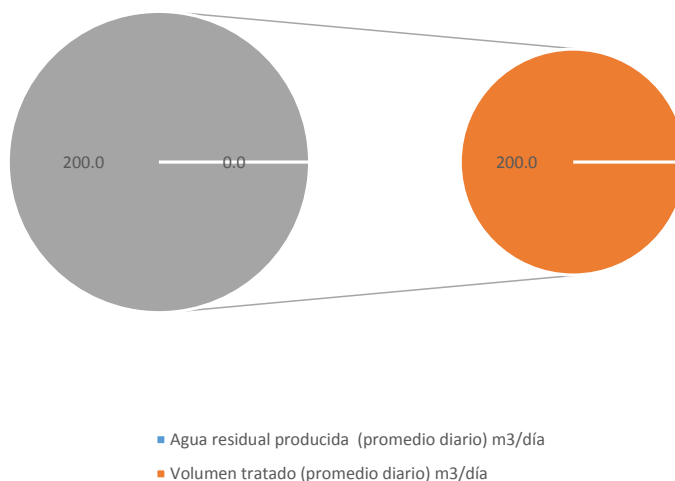 200.0 0.0 200.0
Agua residual producida (promedio diario) m3/día
Volumen tratado (promedio diario) m3/día